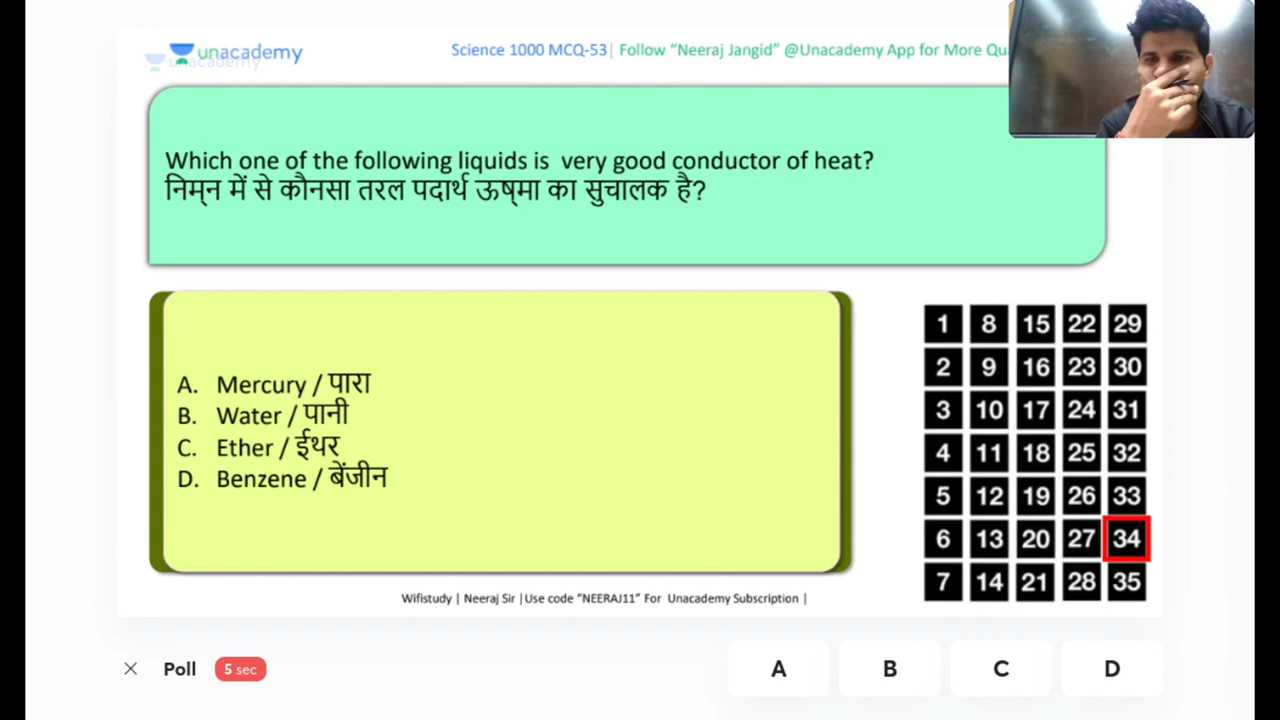 unacademy
Science 1000 MCQ-53| Follow “Neeraj Jangid” @Unacademy App for More
Which one of the following liquids is very good conductor of heat?
निम्न में से कौनसा तरल पदार्थ ऊष्मा का सुचालक है?
A. Mercury / पारा
B. Water / पानी
C. Ether / ईथर
D. Benzene / बेंजीन
1 8 15 22 29
2 9 16 23 30
3 10 17 24 31
4 11 18 25 32
5 12 19 26 33
6 13 20 27 34
7 14 21 28 35
Wifistudy | Neeraj Sir |Use code “NEERAJ11” For Unacademy Subscription |
× Poll 5 sec A B C D